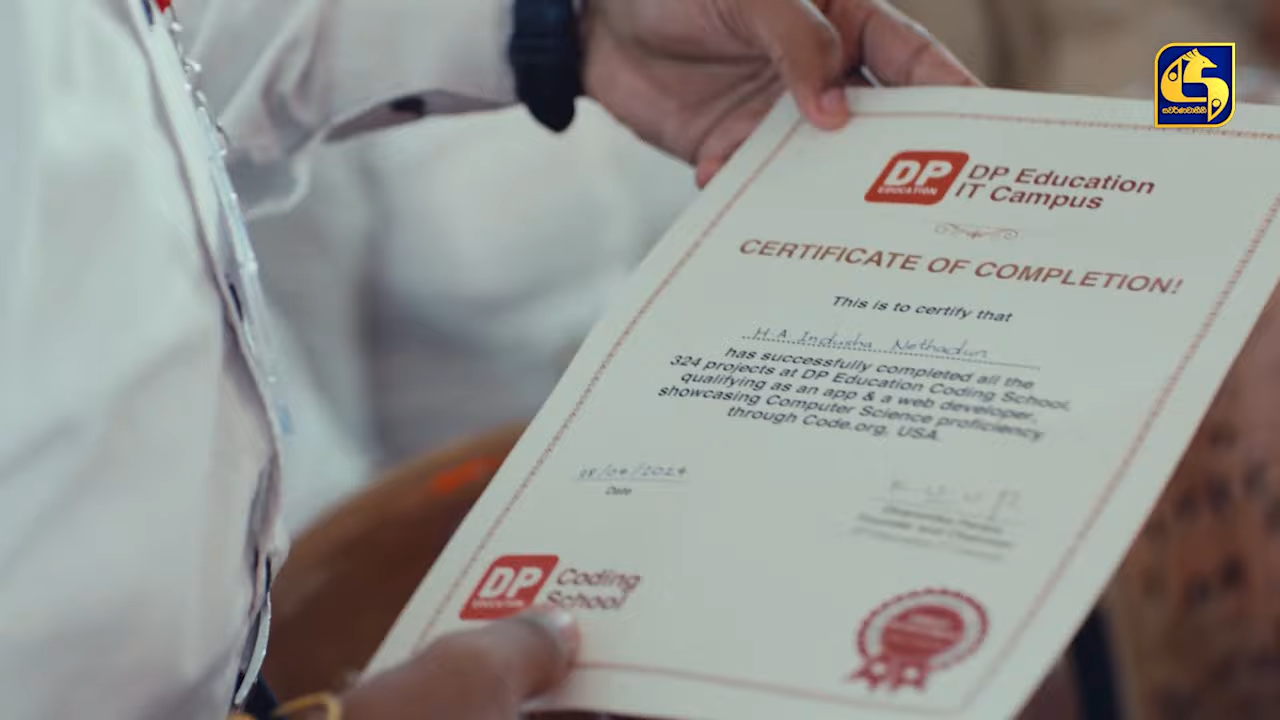 ස්වර්ණවාහිනී
DP
EDUCATION
DP Education
IT Campus
CERTIFICATE OF COMPLETION!
This is to certify that
H.A. Indusha Nethadun
has successfully completed all the
324 projects at DP Education Coding School,
qualifying as an app & a web developer,
showcasing Computer Science proficiency
through Code.org, USA.
Date
DP
EDUCATION
Coding
School